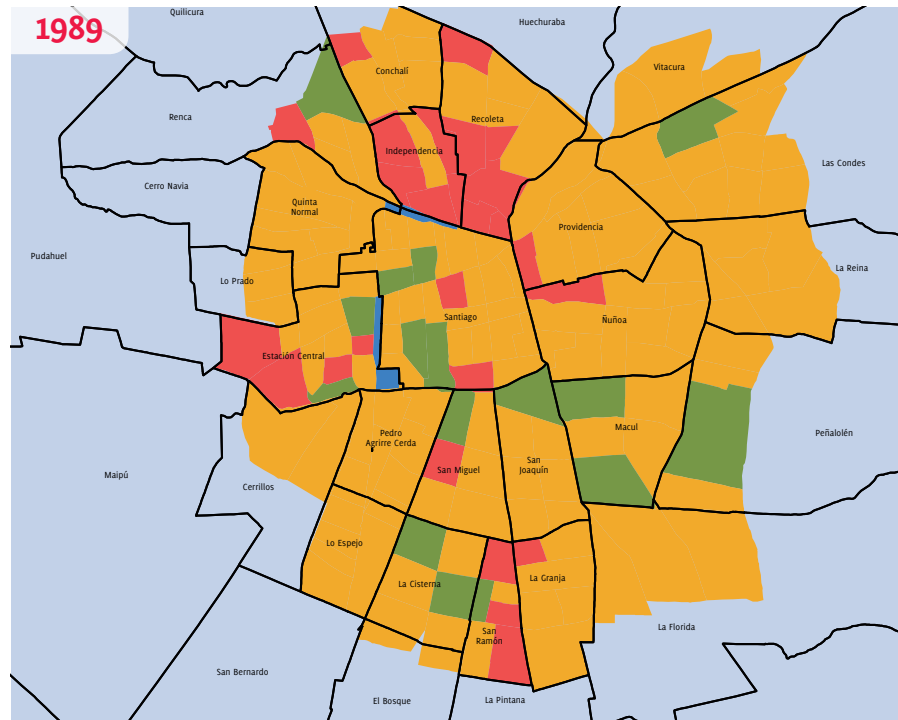 1989
Quilicura
Huechuraba
Conchalí
Vitacura
Renca
Recoleta
Independencia
Las Condes
Cerro Navia
Quinta
Normal
Providencia
Pudahuel
Lo Prado
La Reina
Santiago
Ñuñoa
Estación Central
Pedro
Agrirre Cerda
Macul
Peñalolén
San Miguel
San
Joaquín
Maipú
Cerrillos
Lo Espejo
La Cisterna
La Granja
San
Ramón
La Florida
San Bernardo
El Bosque
La Pintana